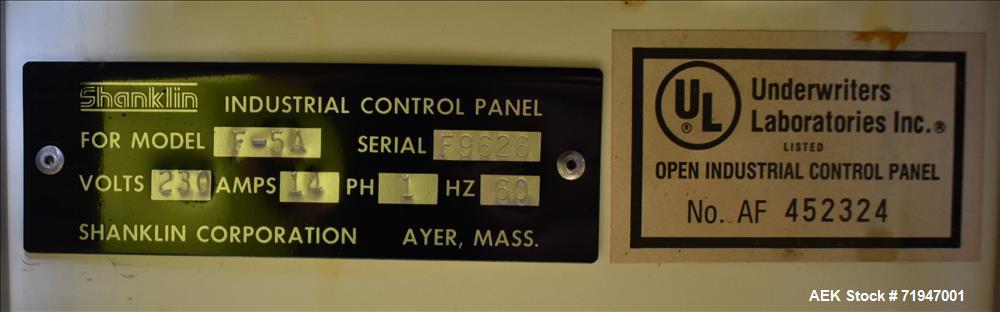 Shanklin INDUSTRIAL CONTROL PANEL
FOR MODEL F-5A SERIAL F9626
VOLTS 230 AMPS 14 PH 1 HZ 60
SHANKLIN CORPORATION AYER, MASS.
UL ®
Underwriters
Laboratories Inc.®
LISTED
OPEN INDUSTRIAL CONTROL PANEL
No. AF 452324
AEK Stock # 71947001